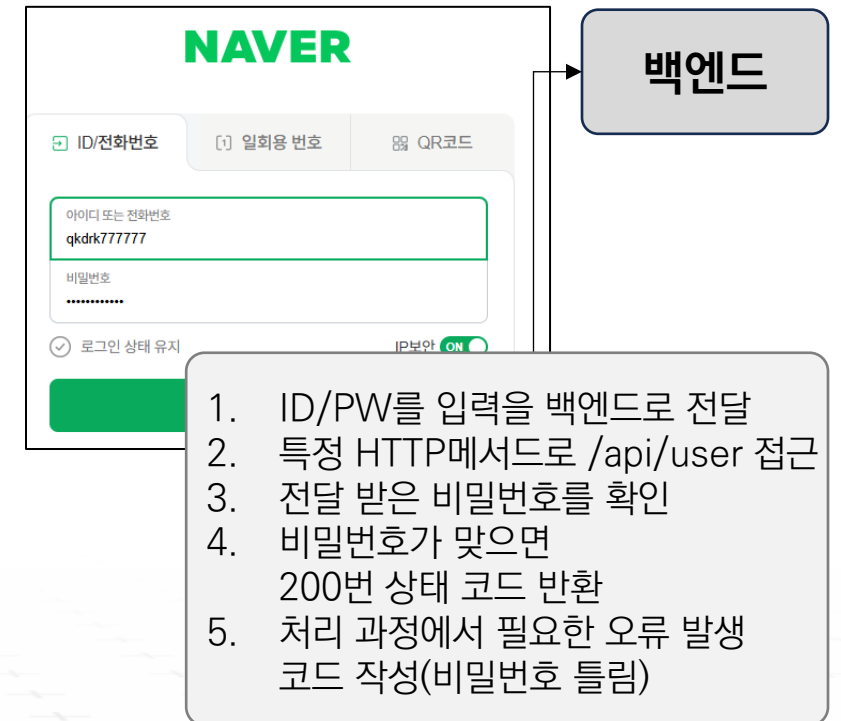 NAVER
백엔드
ID/전화번호
[1] 일회용 번호
QR코드
아이디 또는 전화번호
qkdrk777777
비밀번호
••••••••••••
로그인 상태 유지
IP보안 ON
1. ID/PW를 입력을 백엔드로 전달
2. 특정 HTTP메서드로 /api/user 접근
3. 전달 받은 비밀번호를 확인
4. 비밀번호가 맞으면
200번 상태 코드 반환
5. 처리 과정에서 필요한 오류 발생
코드 작성(비밀번호 틀림)